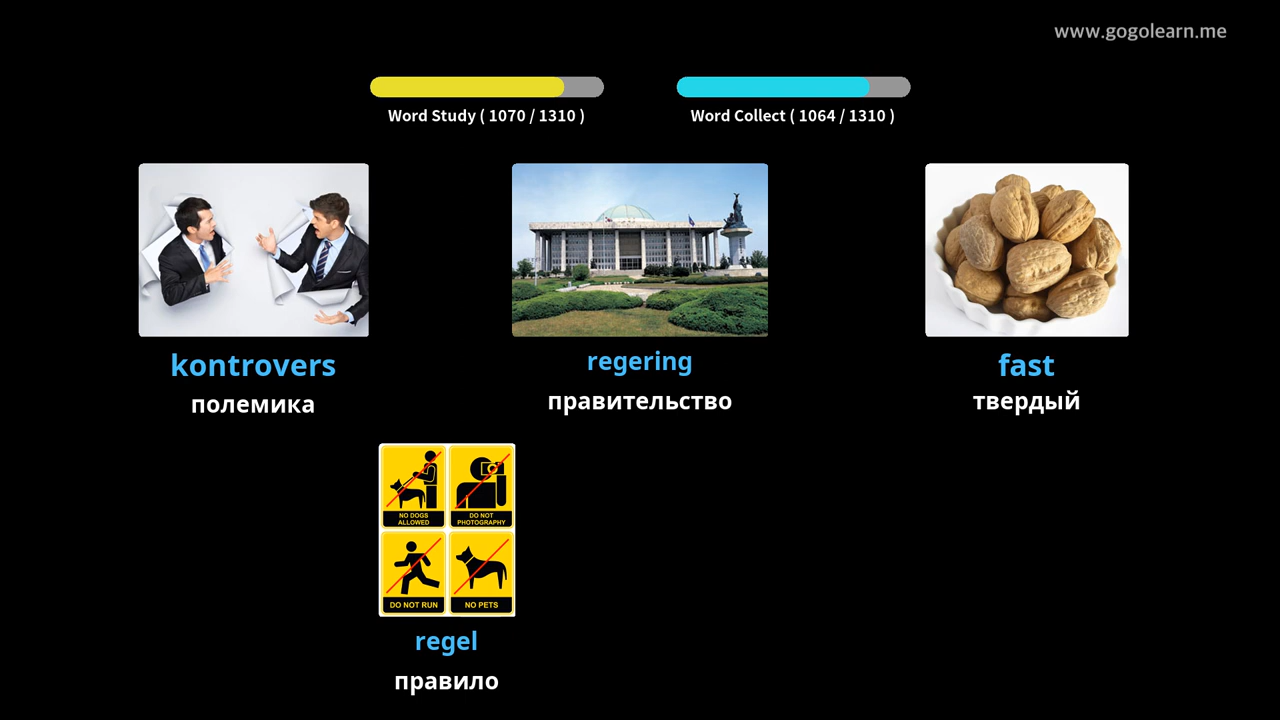 www.gogolearn.me
Word Study ( 1070 / 1310 )
Word Collect ( 1064 / 1310 )
kontrovers
полемика
regering
правительство
fast
твердый
NO DOGS
ALLOWED
DO NOT
PHOTOGRAPHY
DO NOT RUN
NO PETS
regel
правило